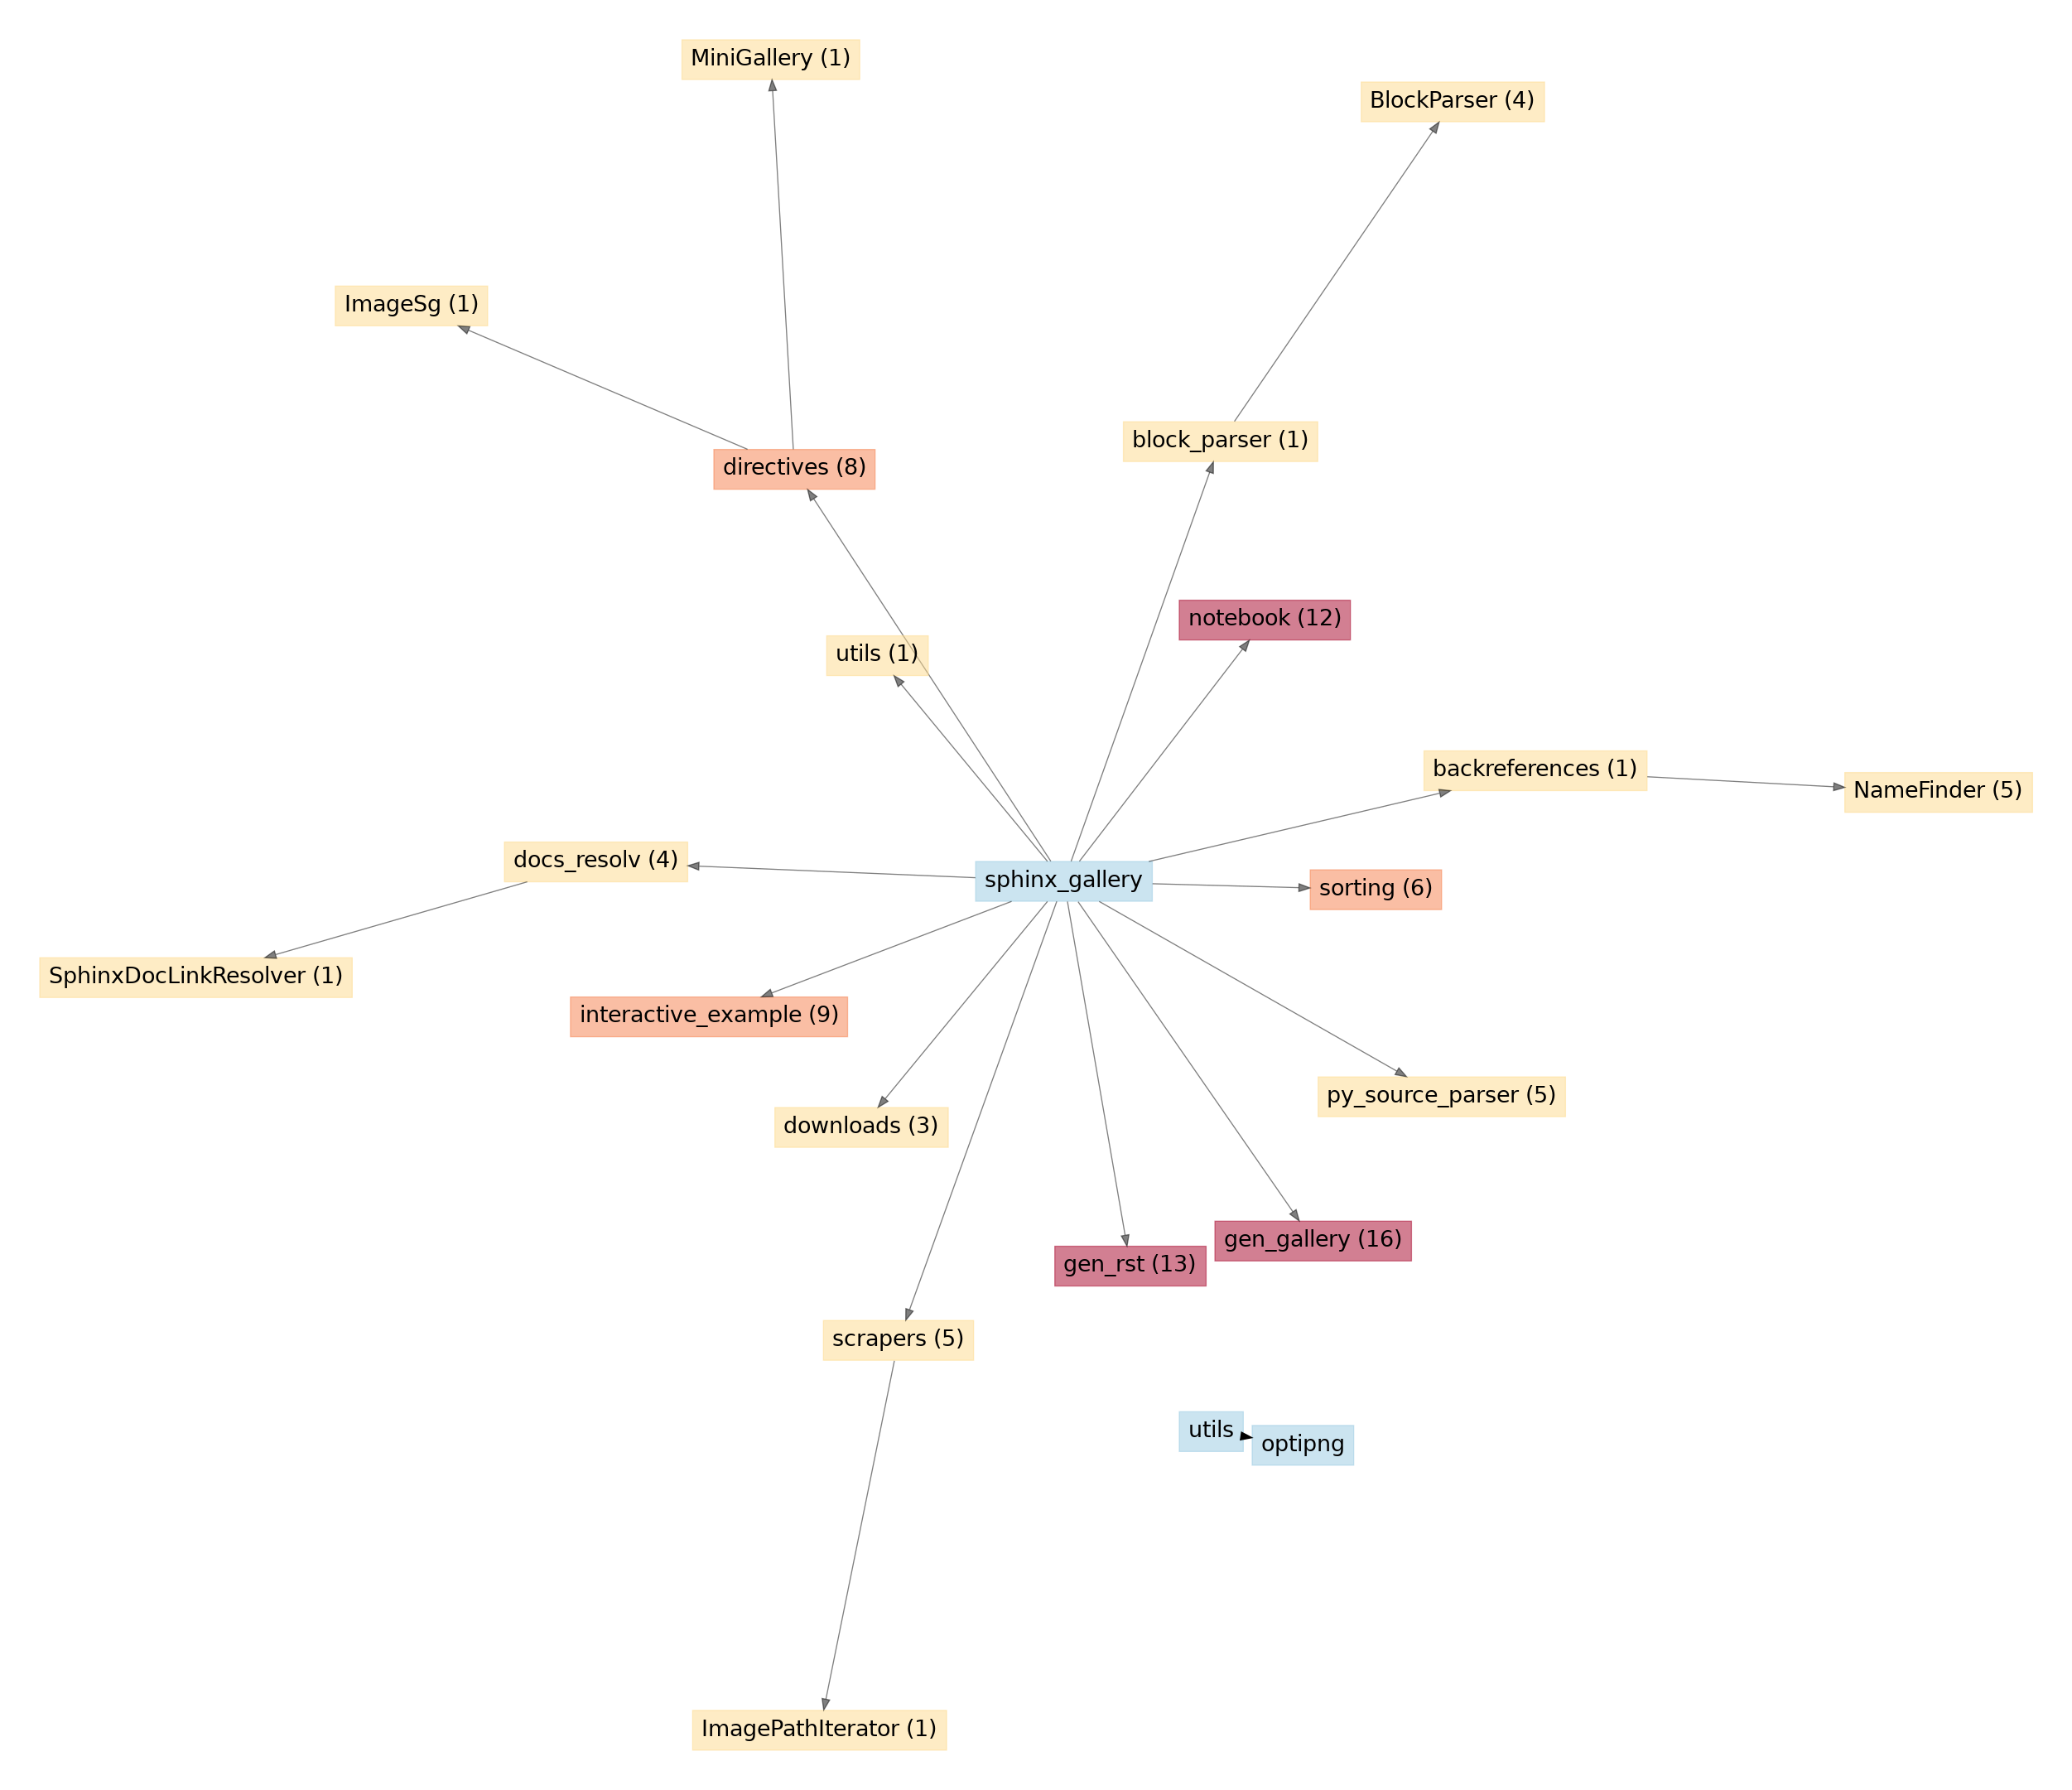 MiniGallery (1)
BlockParser (4)
ImageSg (1)
block_parser (1)
directives (8)
notebook (12)
utils (1)
backreferences (1)
NameFinder (5)
docs_resolv (4)
sphinx_gallery
sorting (6)
SphinxDocLinkResolver (1)
interactive_example (9)
py_source_parser (5)
downloads (3)
gen_gallery (16)
gen_rst (13)
scrapers (5)
utils
optipng
ImagePathIterator (1)